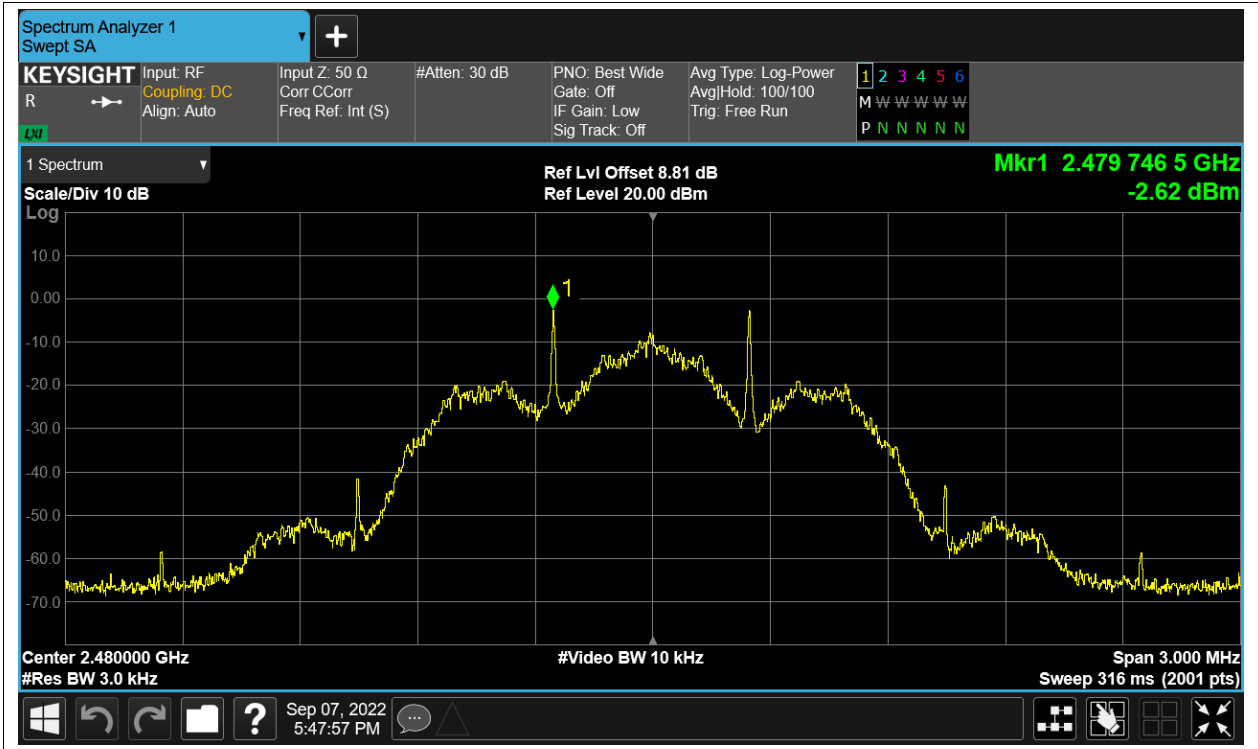 Spectrum Analyzer 1
Swept SA
KEYSIGHT
R
LXI
Input: RF
Coupling: DC
Align: Auto
Input Z: 50 Ω
Corr CCorr
Freq Ref: Int (S)
#Atten: 30 dB
PNO: Best Wide
Gate: Off
IF Gain: Low
Sig Track: Off
Avg Type: Log-Power
Avg|Hold: 100/100
Trig: Free Run
1 2 3 4 5 6
M W W W W W
P N N N N N
1 Spectrum
Scale/Div 10 dB
Ref Lvl Offset 8.81 dB
Ref Level 20.00 dBm
Mkr1 2.479 746 5 GHz
-2.62 dBm
Log
10.0
0.00
-10.0
-20.0
-30.0
-40.0
-50.0
-60.0
-70.0
1
Center 2.480000 GHz
#Video BW 10 kHz
Span 3.000 MHz
#Res BW 3.0 kHz
Sweep 316 ms (2001 pts)
?
Sep 07, 2022
5:47:57 PM